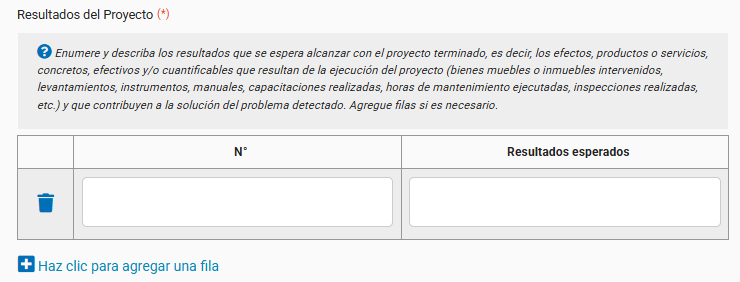 Resultados del Proyecto (*)
Enumere y describa los resultados que se espera alcanzar con el proyecto terminado, es decir, los efectos, productos o servicios,
concretos, efectivos y/o cuantificables que resultan de la ejecución del proyecto (bienes muebles o inmuebles intervenidos,
levantamientos, instrumentos, manuales, capacitaciones realizadas, horas de mantenimiento ejecutadas, inspecciones realizadas,
etc.) y que contribuyen a la solución del problema detectado. Agregue filas si es necesario.
N° Resultados esperados
Haz clic para agregar una fila